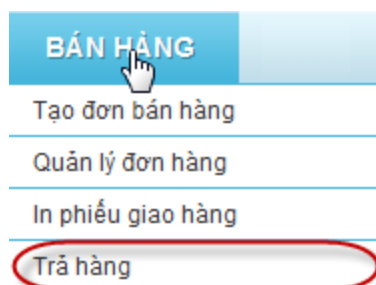 BÁN HÀNG
Tạo đơn bán hàng
Quản lý đơn hàng
In phiếu giao hàng
Trả hàng